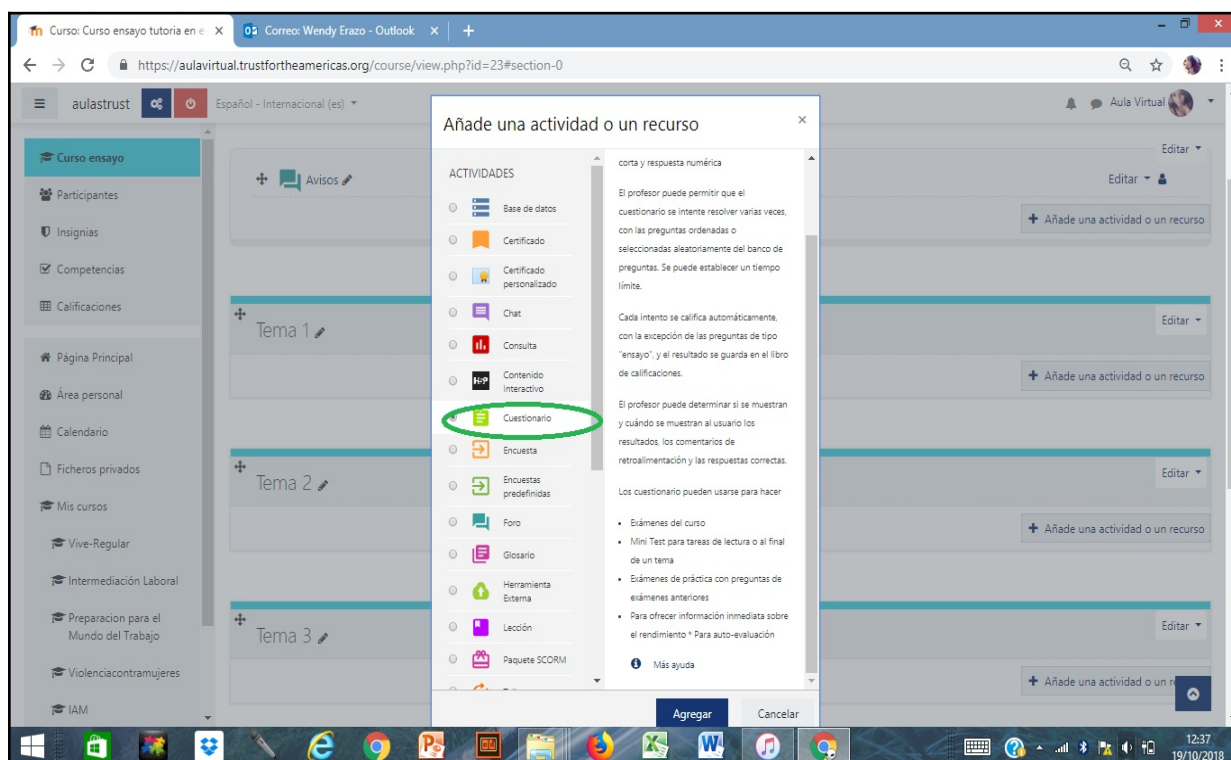 Curso: Curso ensayo tutoria en e
Correo: Wendy Erazo - Outlook
https://aulavirtual.trustfortheamericas.org/course/view.php?id=23#section-0
aulastrust
Español - Internacional (es)
Aula Virtual
Curso ensayo
Participantes
Insignias
Competencias
Calificaciones
Página Principal
Área personal
Calendario
Ficheros privados
Mis cursos
Vive-Regular
Intermediación Laboral
Preparacion para el
Mundo del Trabajo
Violenciacontramujeres
IAM
Avisos
Editar
Editar
Añade una actividad o un recurso
Tema 1
Editar
Añade una actividad o un recurso
Tema 2
Editar
Añade una actividad o un recurso
Tema 3
Editar
Añade una actividad o un
Añade una actividad o un recurso
ACTIVIDADES
Base de datos
Certificado
Certificado
personalizado
Chat
Consulta
H5P
Contenido
Interactivo
Cuestionario
Encuesta
Encuestas
predefinidas
Foro
Glosario
Herramienta
Externa
Lección
Paquete SCORM
corta y respuesta numérica
El profesor puede permitir que el
cuestionario se intente resolver varias veces,
con las preguntas ordenadas o
seleccionadas aleatoriamente del banco de
preguntas. Se puede establecer un tiempo
límite.
Cada intento se califica automáticamente,
con la excepción de las preguntas de tipo
"ensayo", y el resultado se guarda en el libro
de calificaciones.
El profesor puede determinar si se muestran
y cuándo se muestran al usuario los
resultados, los comentarios de
retroalimentación y las respuestas correctas.
Los cuestionario pueden usarse para hacer
Exámenes del curso
Mini Test para tareas de lectura o al final
de un tema
Exámenes de práctica con preguntas de
exámenes anteriores
Para ofrecer información inmediata sobre
el rendimiento * Para auto-evaluación
Más ayuda
Agregar
Cancelar
12:37
19/10/2018